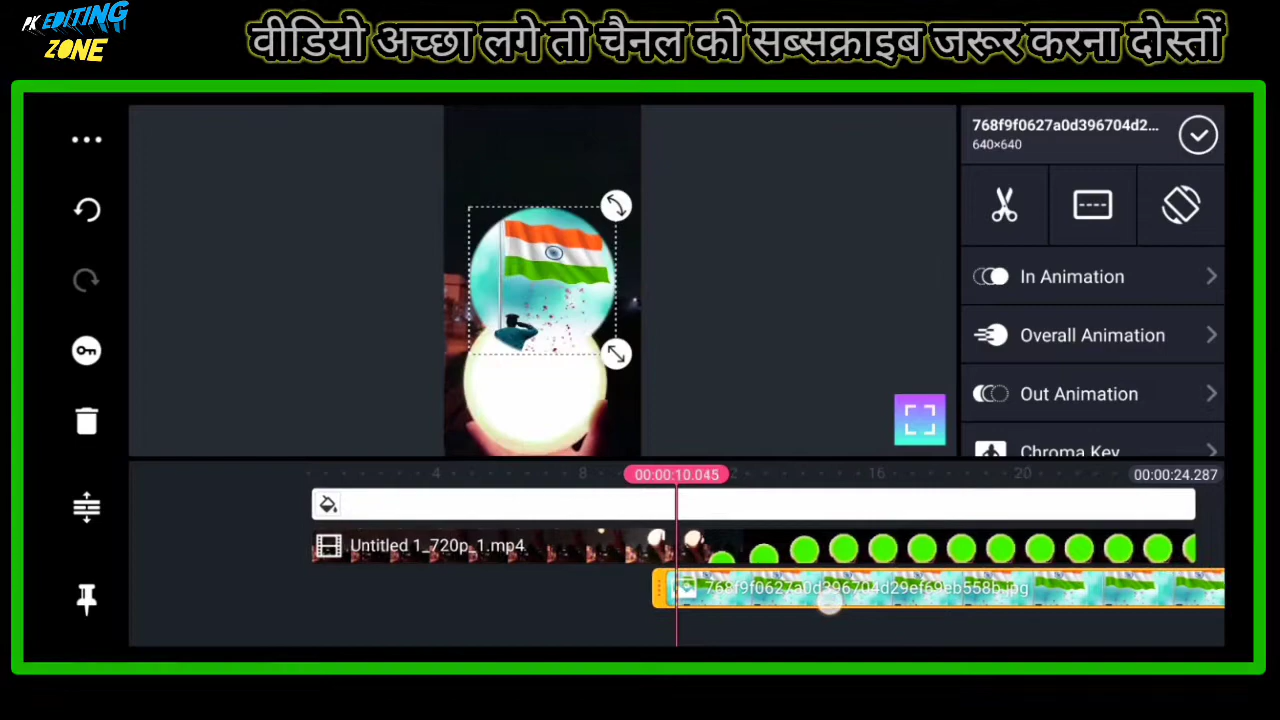 PK EDITING
ZONE
वीडियो अच्छा लगे तो चैनल को सब्सक्राइब जरूर करना दोस्तों
768f9f0627a0d396704d2...
640×640
In Animation
Overall Animation
Out Animation
Chroma Key
4
8
00:00:10.045
2
16
20
00:00:24.287
Untitled 1_720p_1.mp4
768f9f0627a0d396704d29ef69eb558b.jpg